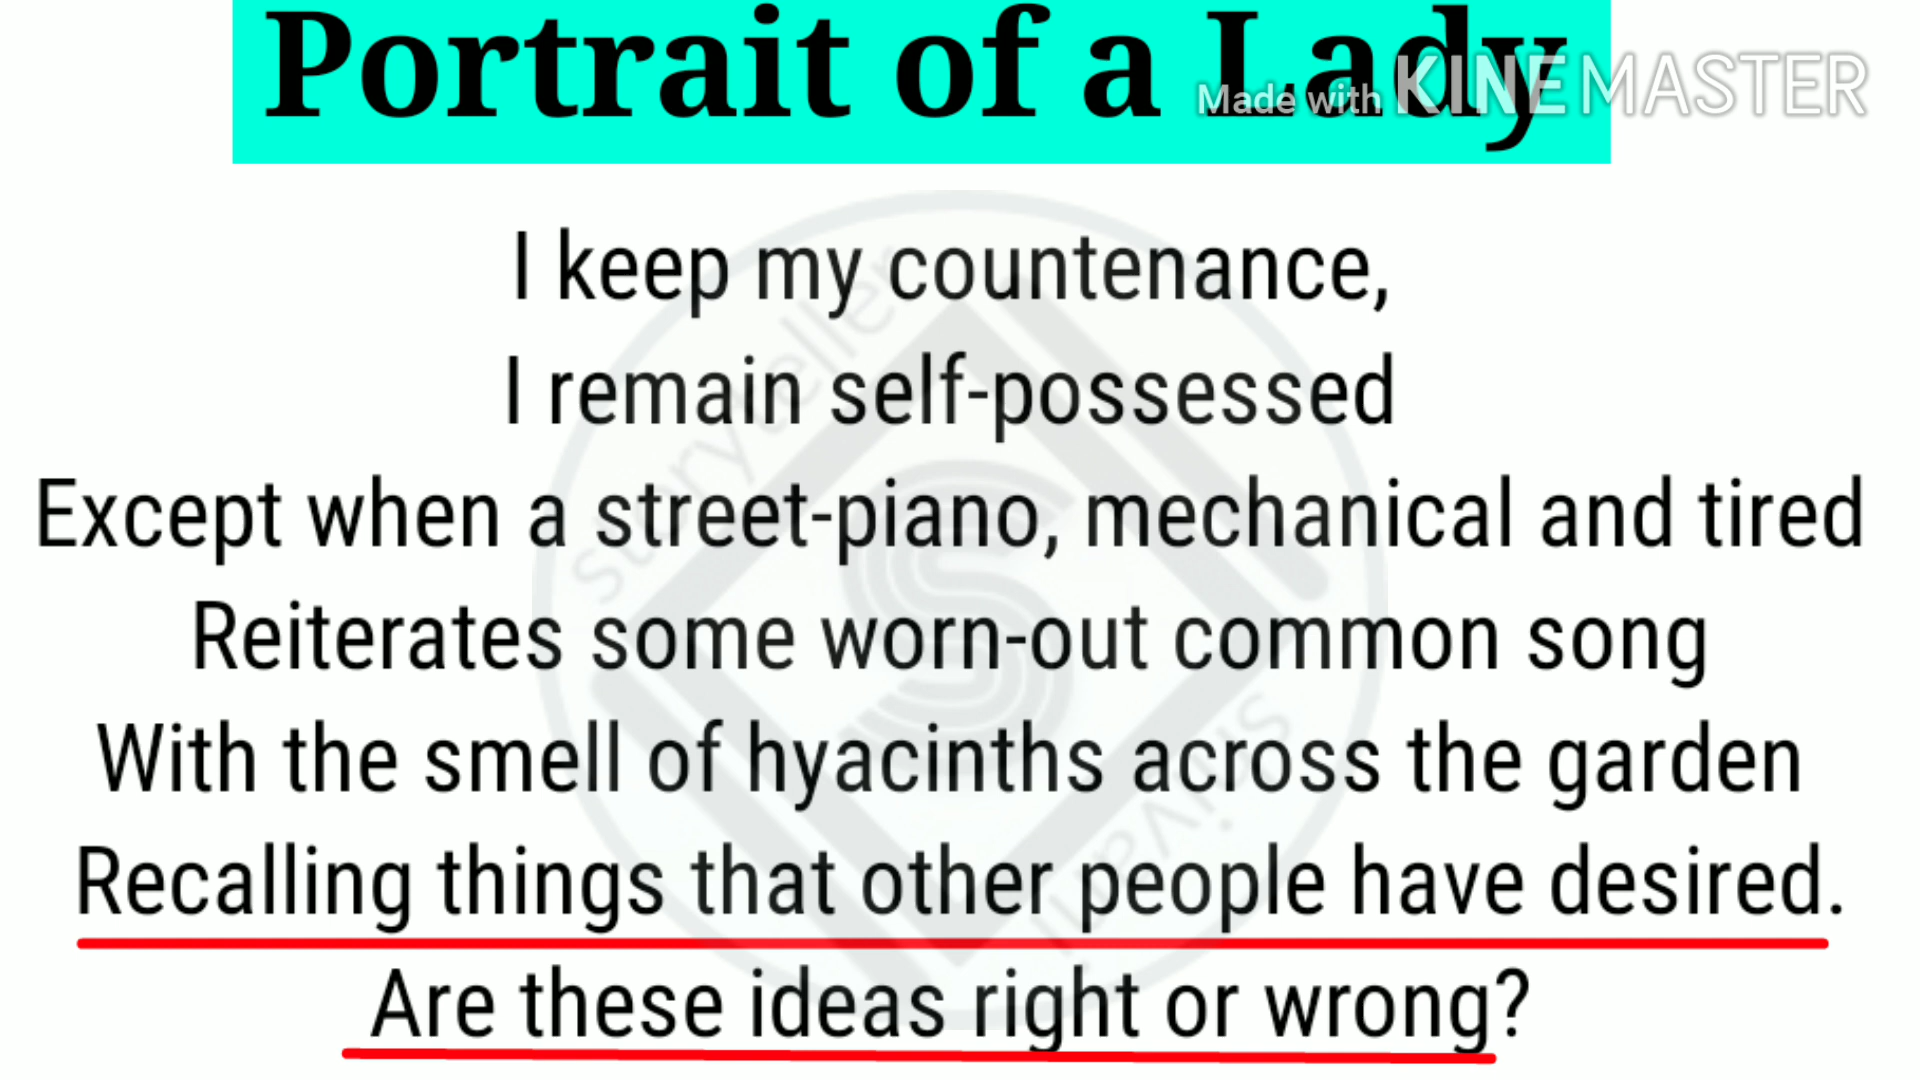 Portrait of a Lady
Made with KINEMASTER
I keep my countenance,
I remain self-possessed
Except when a street-piano, mechanical and tired
Reiterates some worn-out common song
With the smell of hyacinths across the garden
Recalling things that other people have desired.
Are these ideas right or wrong?
storyteller